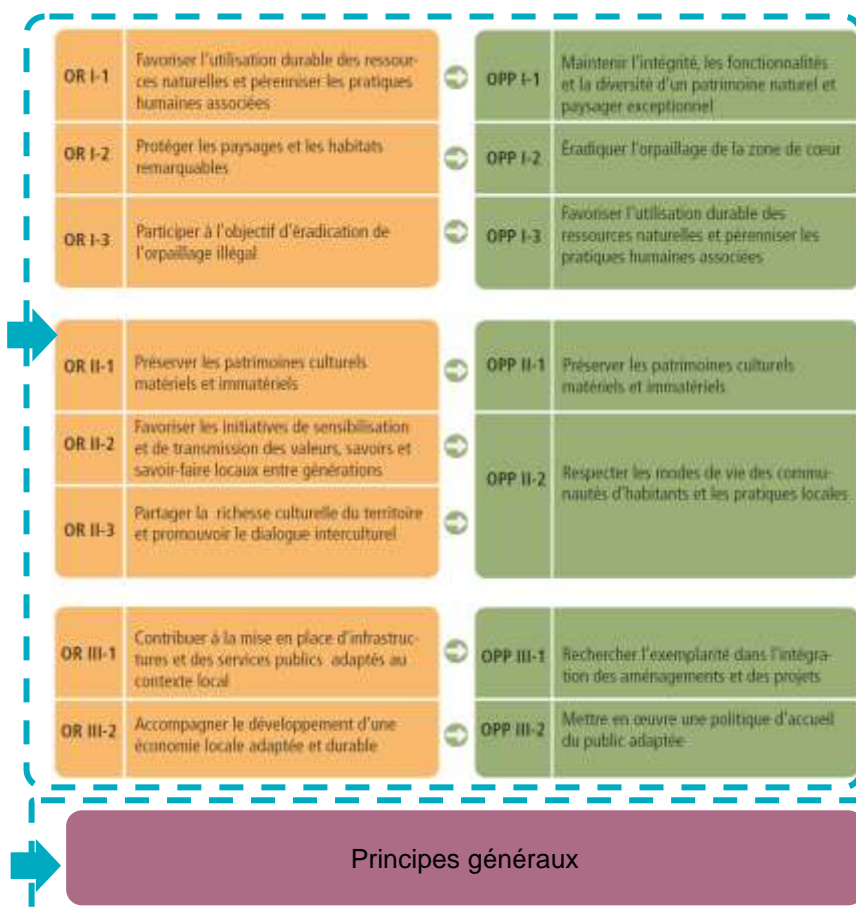 OR I-1
Favoriser l'utilisation durable des ressour-
ces naturelles et pérenniser les pratiques
humaines associées
OPP I-1
Maintenir l'intégrité, les fonctionnalités
et la diversité d'un patrimoine naturel et
paysager exceptionnel
OR I-2
Protéger les paysages et les habitats
remarquables
OPP I-2
Éradiquer l'orpaillage de la zone de cœur
OR I-3
Participer à l'objectif d'éradication de
l'orpaillage illégal
OPP I-3
Favoriser l'utilisation durable des
ressources naturelles et pérenniser les
pratiques humaines associées
OR II-1
Préserver les patrimoines culturels
matériels et immatériels
OPP II-1
Préserver les patrimoines culturels
matériels et immatériels
OR II-2
Favoriser les initiatives de sensibilisation
et de transmission des valeurs, savoirs et
savoir-faire locaux entre générations
OPP II-2
Respecter les modes de vie des commu-
nautés d'habitants et les pratiques locales
OR II-3
Partager la richesse culturelle du territoire
et promouvoir le dialogue interculturel
OR III-1
Contribuer à la mise en place d'infrastruc-
tures et des services publics adaptés au
contexte local
OPP III-1
Rechercher l'exemplarité dans l'intégra-
tion des aménagements et des projets
OR III-2
Accompagner le développement d'une
économie locale adaptée et durable
OPP III-2
Mettre en œuvre une politique d'accueil
du public adaptée
Principes généraux